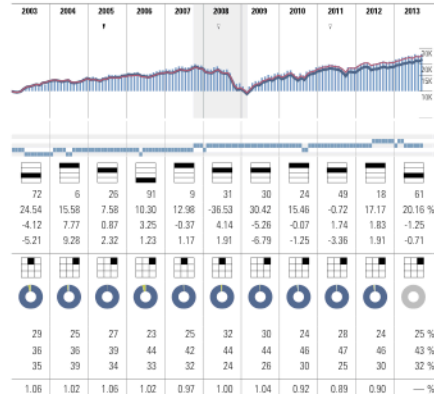 2003 2004 2005 2006 2007 2008 2009 2010 2011 2012 2013
20K
15K
10K
72 6 26 91 9 31 30 24 49 18 61
24.54 15.58 7.58 10.30 12.98 -36.53 30.42 15.46 -0.72 17.17 20.16 %
-4.12 7.77 0.87 3.25 -0.37 4.14 -5.26 -0.07 1.74 1.83 -1.25
-5.21 9.28 2.32 1.23 1.17 1.91 -6.79 -1.25 -3.36 1.91 -0.71
29 25 27 23 25 32 30 24 28 24 25 %
36 36 39 44 42 44 44 46 47 46 43 %
35 39 34 33 32 24 26 30 25 30 32 %
1.06 1.02 1.06 1.02 0.97 1.00 1.04 0.92 0.89 0.90 — %